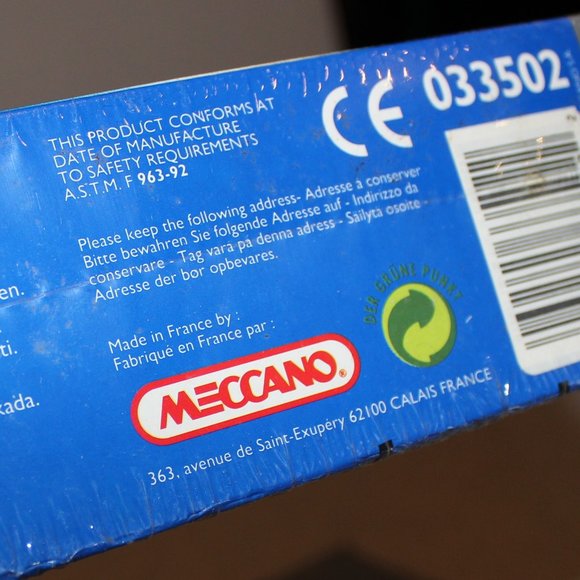 THIS PRODUCT CONFORMS AT
DATE OF MANUFACTURE
TO SAFETY REQUIREMENTS
A.S.T.M. F 963-92
CE 033502
Please keep the following address- Adresse a conserver
Bitte bewahren Sie folgende Adresse auf - Indirizzo da
conservare - Tag vara pa denna adress - Sailyta osoite -
Adresse der bor opbevares.
en.
ti.
kada.
Made in France by :
Fabriqué en France par :
MECCANO®
DER GRÜNE PUNKT
363, avenue de Saint-Exupéry 62100 CALAIS FRANCE